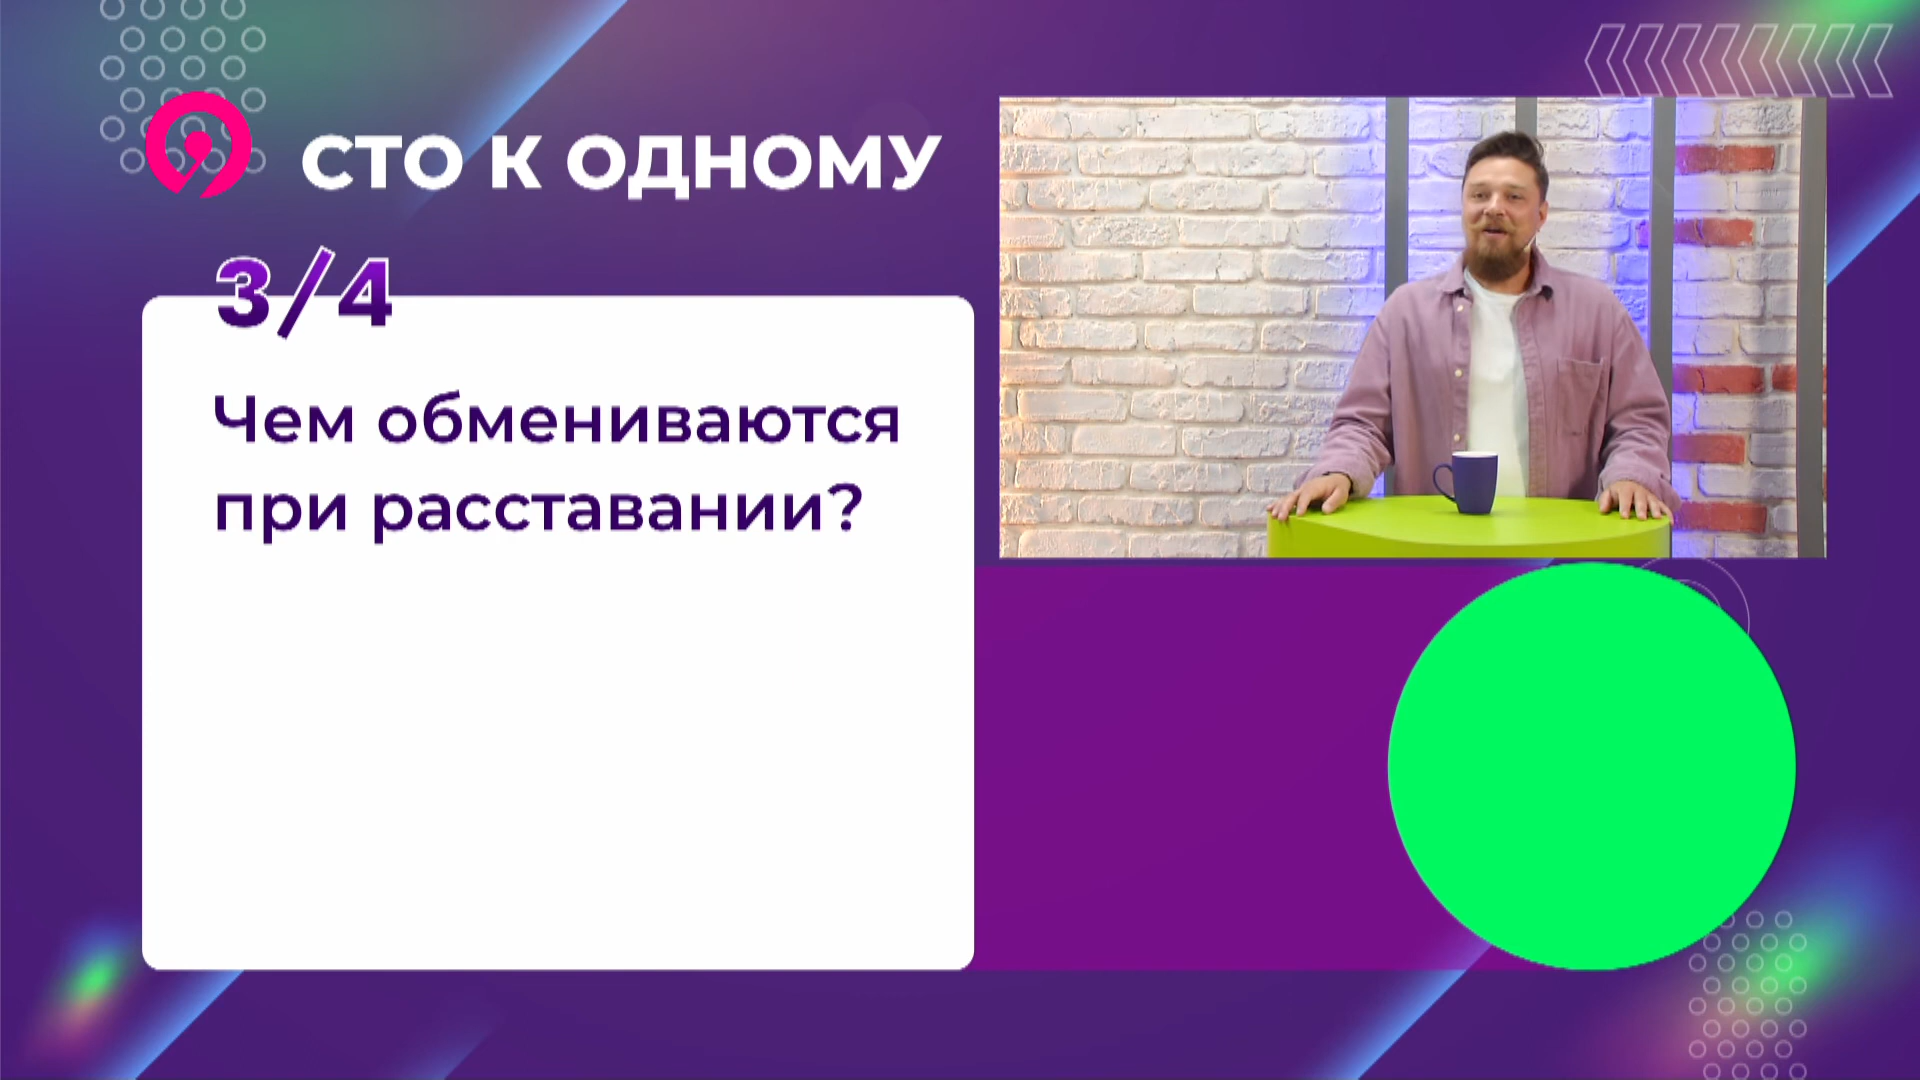 СТО К ОДНОМУ
3/4
Чем обмениваются
при расставании?